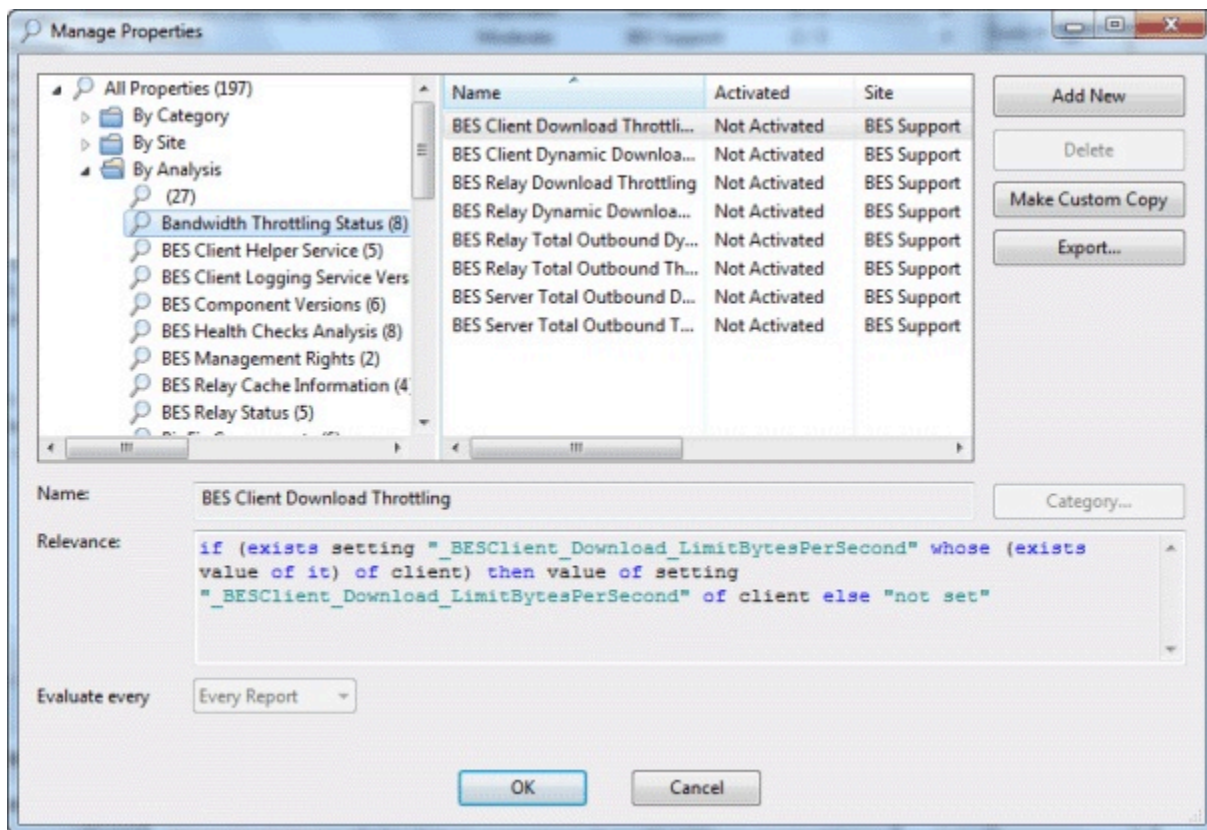 Manage Properties
All Properties (197)
By Category
By Site
By Analysis
(27)
Bandwidth Throttling Status (8)
BES Client Helper Service (5)
BES Client Logging Service Vers
BES Component Versions (6)
BES Health Checks Analysis (8)
BES Management Rights (2)
BES Relay Cache Information (4
BES Relay Status (5)
Name Activated Site
BES Client Download Throttli... Not Activated BES Support
BES Client Dynamic Downloa... Not Activated BES Support
BES Relay Download Throttling Not Activated BES Support
BES Relay Dynamic Downloa... Not Activated BES Support
BES Relay Total Outbound Dy... Not Activated BES Support
BES Relay Total Outbound Th... Not Activated BES Support
BES Server Total Outbound D... Not Activated BES Support
BES Server Total Outbound T... Not Activated BES Support
Add New
Delete
Make Custom Copy
Export...
Name: BES Client Download Throttling
Category...
Relevance:
if (exists setting "_BESClient_Download_LimitBytesPerSecond" whose (exists
value of it) of client) then value of setting
"_BESClient_Download_LimitBytesPerSecond" of client else "not set"
Evaluate every Every Report
OK Cancel